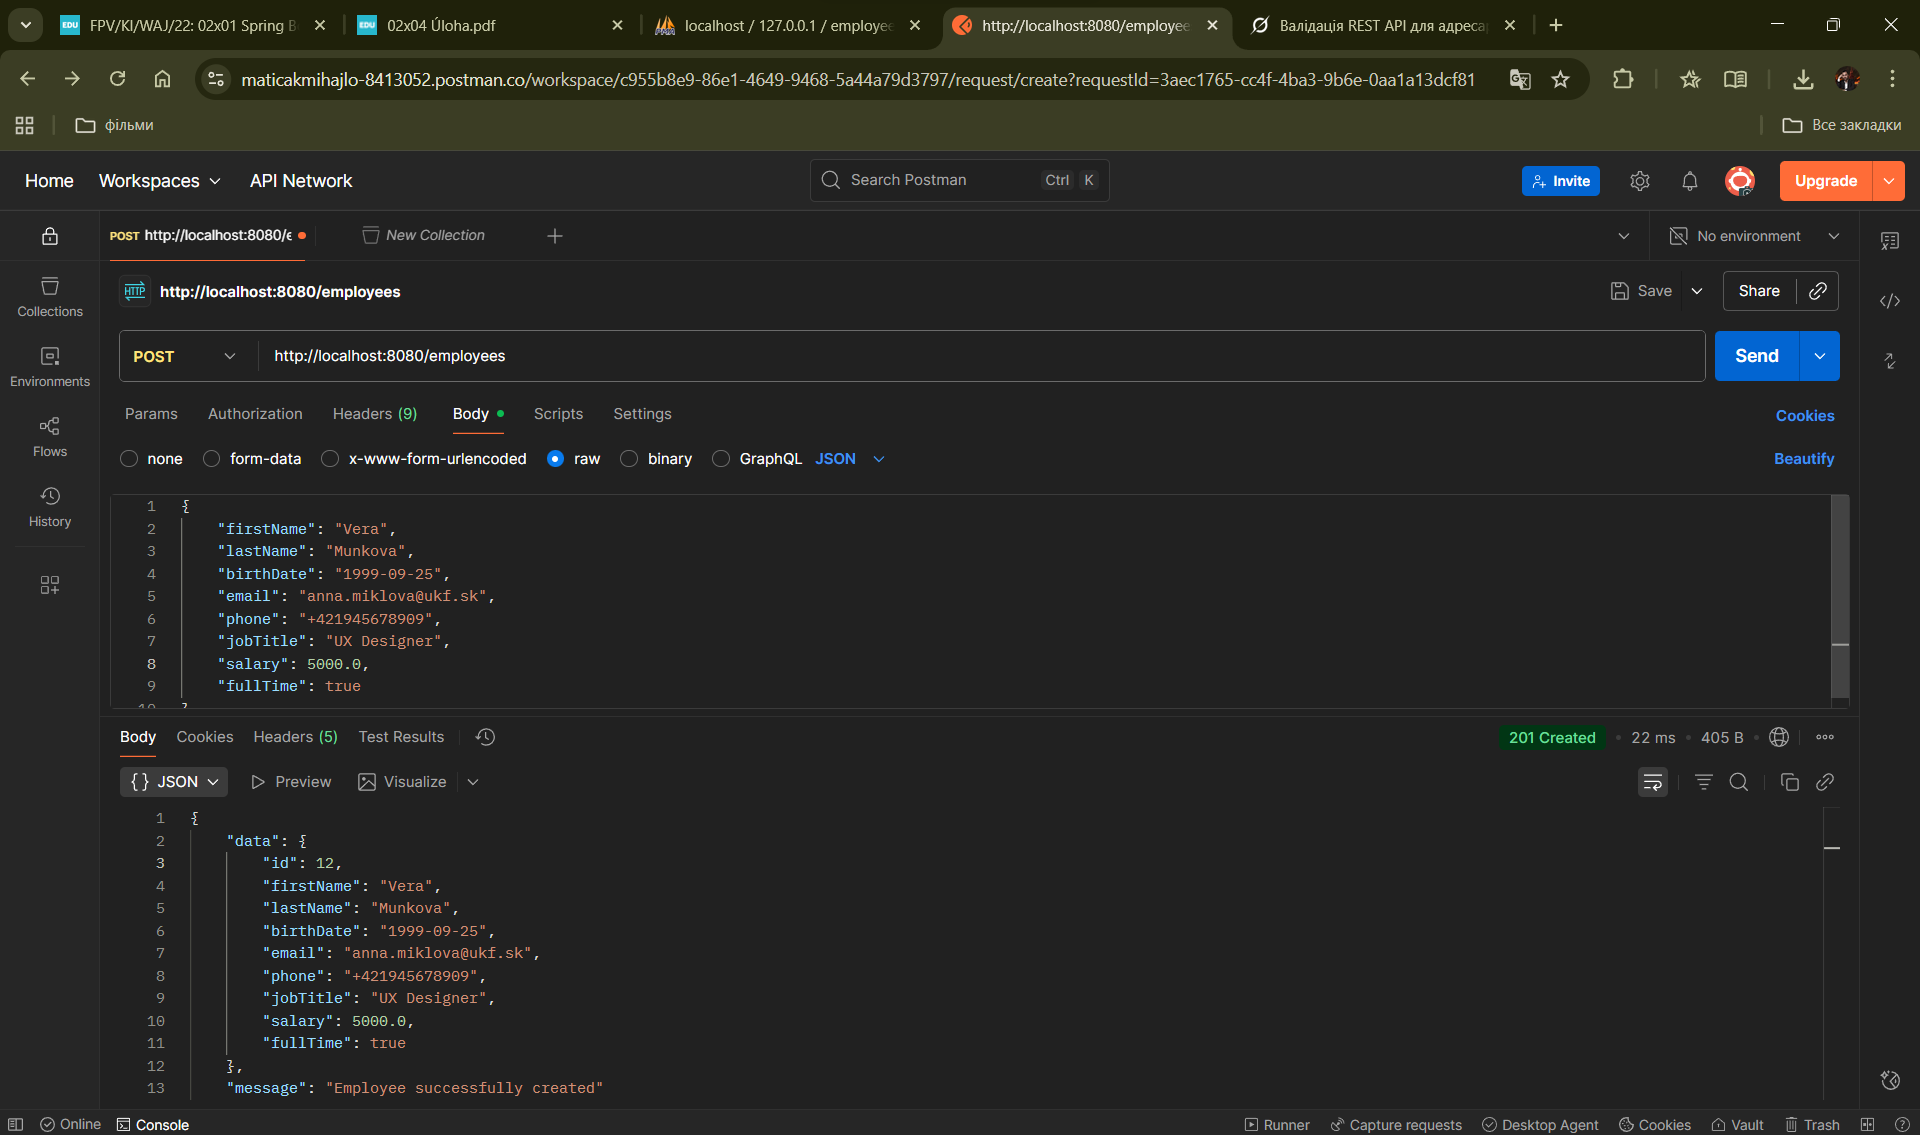 FPV/KI/WAJ/22: 02x01 Spring B
02x04 Úloha.pdf
localhost / 127.0.0.1 / employee
http://localhost:8080/employee
Валідація REST API для адреса
maticakmihajlo-8413052.postman.co/workspace/c955b8e9-86e1-4649-9468-5a44a79d3797/request/create?requestId=3aec1765-cc4f-4ba3-9b6e-0aa1a13dcf81
фільми
Все закладки
Home Workspaces API Network
Search Postman Ctrl K
Invite
Upgrade
POST http://localhost:8080/e
New Collection
No environment
HTTP http://localhost:8080/employees
Save
Share
Collections
Environments
Flows
History
POST http://localhost:8080/employees
Send
Params Authorization Headers (9) Body Scripts Settings
Cookies
none form-data x-www-form-urlencoded raw binary GraphQL JSON
Beautify
1 {
2 "firstName": "Vera",
3 "lastName": "Munkova",
4 "birthDate": "1999-09-25",
5 "email": "anna.miklova@ukf.sk",
6 "phone": "+421945678909",
7 "jobTitle": "UX Designer",
8 "salary": 5000.0,
9 "fullTime": true
10 }
Body Cookies Headers (5) Test Results
201 Created • 22 ms • 405 B
{} JSON Preview Visualize
1 {
2 "data": {
3 "id": 12,
4 "firstName": "Vera",
5 "lastName": "Munkova",
6 "birthDate": "1999-09-25",
7 "email": "anna.miklova@ukf.sk",
8 "phone": "+421945678909",
9 "jobTitle": "UX Designer",
10 "salary": 5000.0,
11 "fullTime": true
12 },
13 "message": "Employee successfully created"
Online Console
Runner Capture requests Desktop Agent Cookies Vault Trash